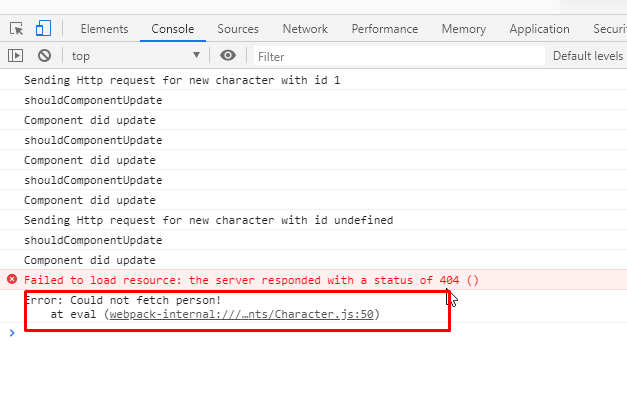 Elements Console Sources Network Performance Memory Application Securi
top Filter Default levels
Sending Http request for new character with id 1
shouldComponentUpdate
Component did update
shouldComponentUpdate
Component did update
shouldComponentUpdate
Component did update
Sending Http request for new character with id undefined
shouldComponentUpdate
Component did update
Failed to load resource: the server responded with a status of 404 ()
Error: Could not fetch person!
at eval (webpack-internal:///…nts/Character.js:50)